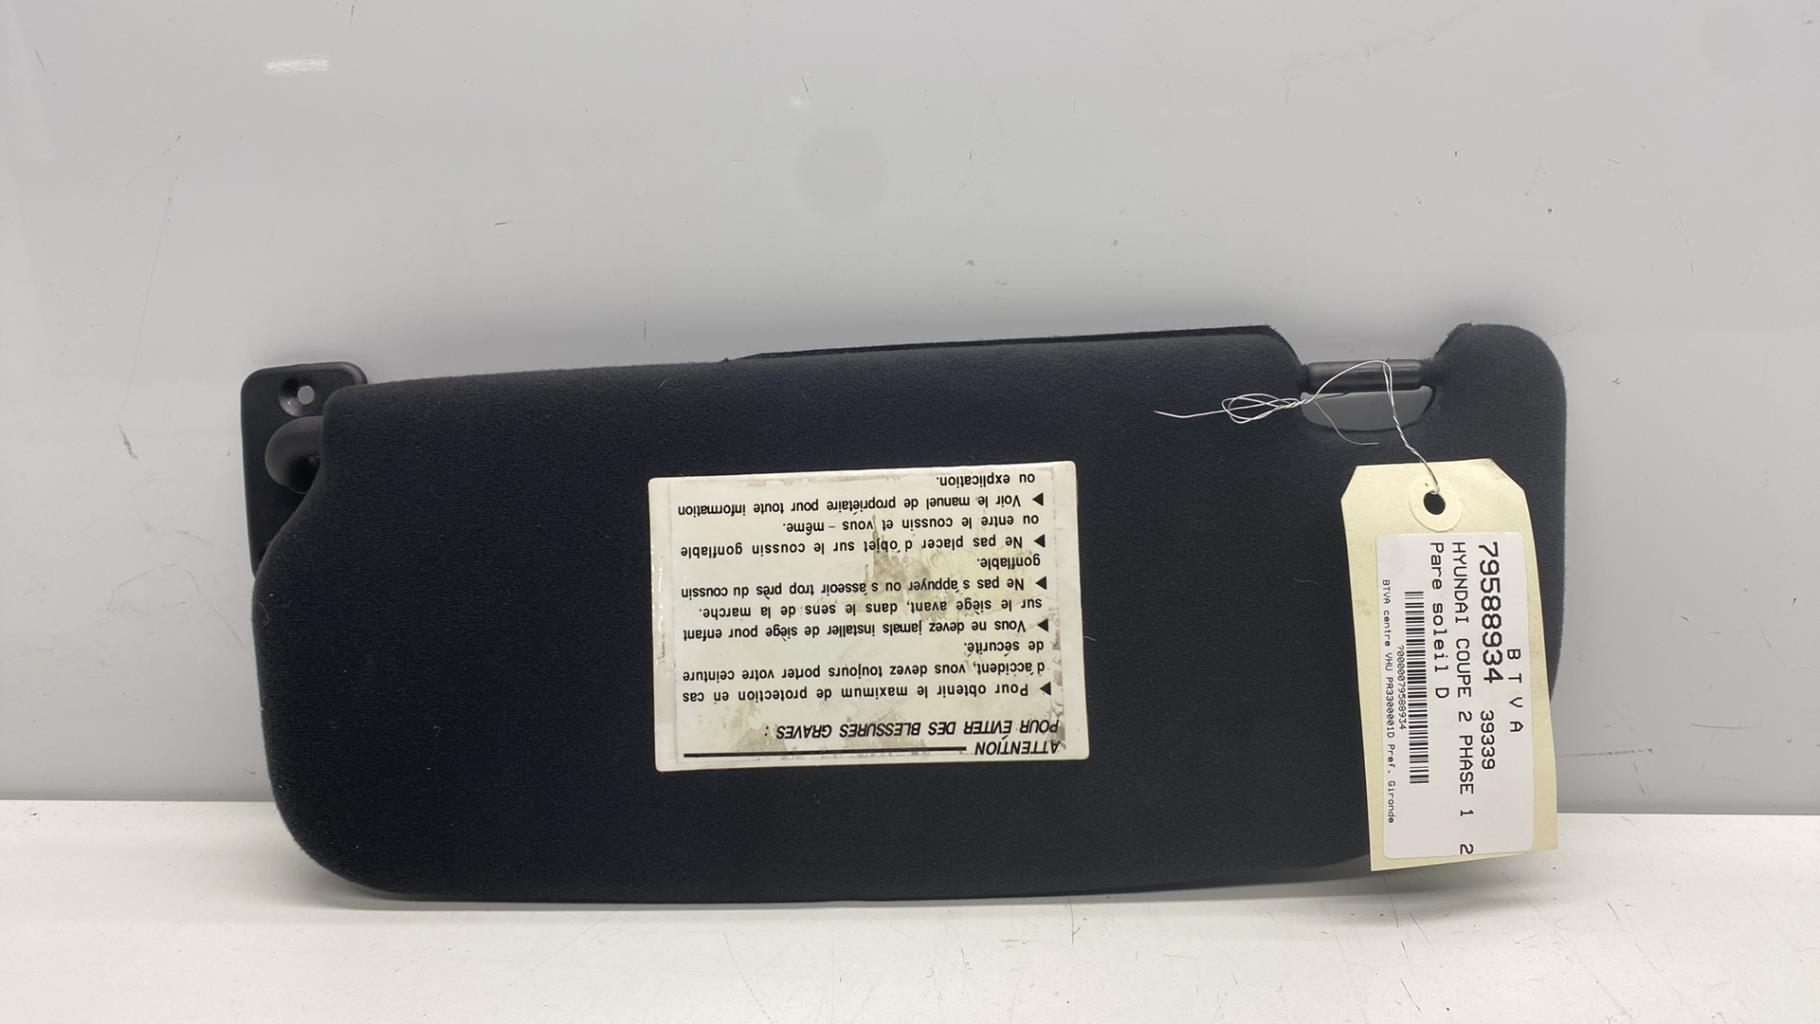 ATTENTION
POUR ÉVITER DES BLESSURES GRAVES :
▶ Pour obtenir le maximum de protection en cas
d'accident, vous devez toujours porter votre ceinture
de sécurité.
▶ Vous ne devez jamais installer de siège pour enfant
sur le siège avant, dans le sens de la marche.
▶ Ne pas s'appuyer ou s'asseoir trop près du coussin
gonflable.
▶ Ne pas placer d'objet sur le coussin gonflable
ou entre le coussin et vous - même.
▶ Voir le manuel de propriétaire pour toute information
ou explication.
B T V A
79588934 39339
HYUNDAI COUPE 2 PHASE 1 2
Pare soleil D
?0000079588934
BTVA centre VHU PR3300001D Pref. Gironde